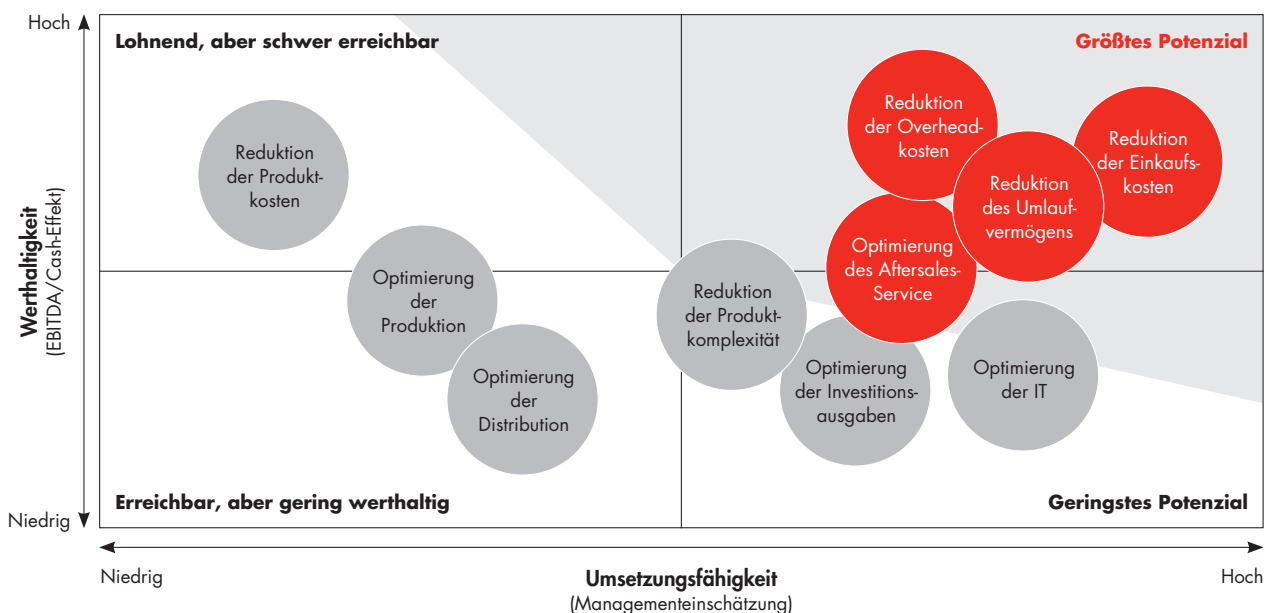 Hoch
Lohnend, aber schwer erreichbar
Größtes Potenzial
Reduktion
der Produkt-
kosten
Reduktion
der Overhead-
kosten
Reduktion
des Umlauf-
vermögens
Reduktion
der Einkaufs-
kosten
Optimierung
des Aftersales-
Service
Optimierung
der
Produktion
Reduktion
der Produkt-
komplexität
Optimierung
der
Distribution
Optimierung
der Investitions-
ausgaben
Optimierung
der IT
Werthaltigkeit
(EBITDA/Cash-Effekt)
Erreichbar, aber gering werthaltig
Geringstes Potenzial
Niedrig
Niedrig
Umsetzungsfähigkeit
(Managementeinschätzung)
Hoch